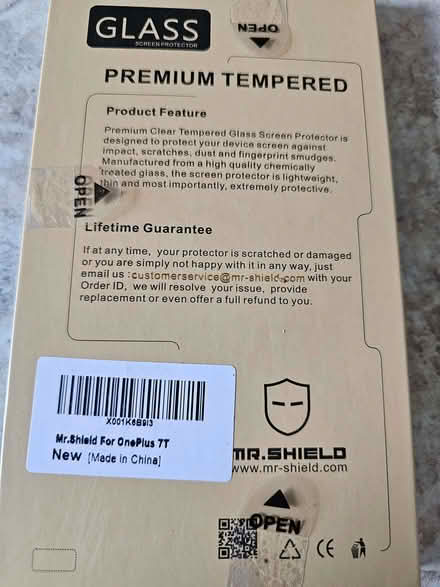 GLASS
SCREEN PROTECTOR
OPEN
PREMIUM TEMPERED
Product Feature
Premium Clear Tempered Glass Screen Protector is
designed to protect your device screen against
impact, scratches, dust and fingerprint smudges.
Manufactured from a high quality chemically
treated glass, the screen protector is lightweight,
thin and most importantly, extremely protective.
OPEN
Lifetime Guarantee
If at any time, your protector is scratched or damaged
or you are simply not happy with it in any way, just
email us :customerservice@mr-shield.com with your
Order ID, we will resolve your issue, provide
replacement or even offer a full refund to you.
X001K6B9I3
Mr.Shield For OnePlus 7T
New [Made in China]
MR.SHIELD
www.mr-shield.com
OPEN
CE